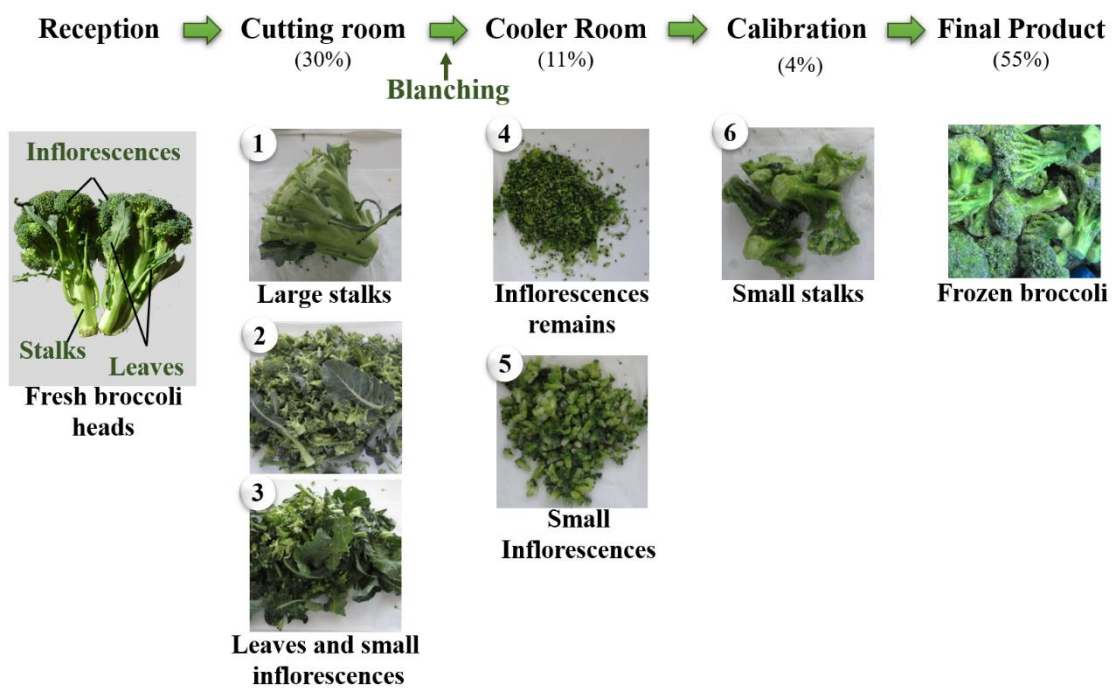 Reception
Cutting room
(30%)
Blanching
Cooler Room
(11%)
Calibration
(4%)
Final Product
(55%)
Inflorescences
Stalks
Leaves
Fresh broccoli
heads
1
Large stalks
2
3
Leaves and small
inflorescences
4
Inflorescences
remains
5
Small
Inflorescences
6
Small stalks
Frozen broccoli